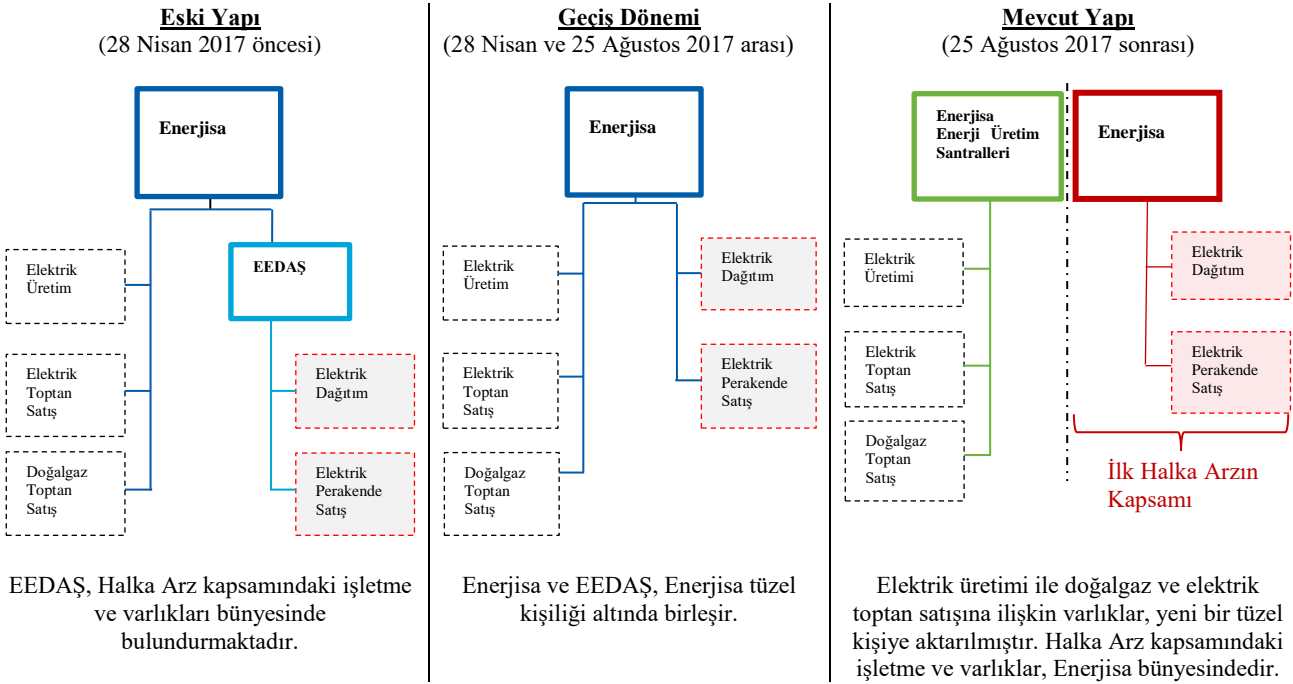 Eski Yapı
(28 Nisan 2017 öncesi)
Enerjisa
EEDAŞ
Elektrik
Üretim
Elektrik
Toptan
Satış
Doğalgaz
Toptan
Satış
Elektrik
Dağıtım
Elektrik
Perakende
Satış
EEDAŞ, Halka Arz kapsamındaki işletme
ve varlıkları bünyesinde
bulundurmaktadır.
Geçiş Dönemi
(28 Nisan ve 25 Ağustos 2017 arası)
Enerjisa
Elektrik
Üretim
Elektrik
Toptan
Satış
Doğalgaz
Toptan
Satış
Elektrik
Dağıtım
Elektrik
Perakende
Satış
Enerjisa ve EEDAŞ, Enerjisa tüzel
kişiliği altında birleşir.
Mevcut Yapı
(25 Ağustos 2017 sonrası)
Enerjisa
Enerji Üretim
Santralleri
Elektrik
Üretimi
Elektrik
Toptan
Satış
Doğalgaz
Toptan
Satış
Enerjisa
Elektrik
Dağıtım
Elektrik
Perakende
Satış
İlk Halka Arzın
Kapsamı
Elektrik üretimi ile doğalgaz ve elektrik
toptan satışına ilişkin varlıklar, yeni bir tüzel
kişiye aktarılmıştır. Halka Arz kapsamındaki
işletme ve varlıklar, Enerjisa bünyesindedir.